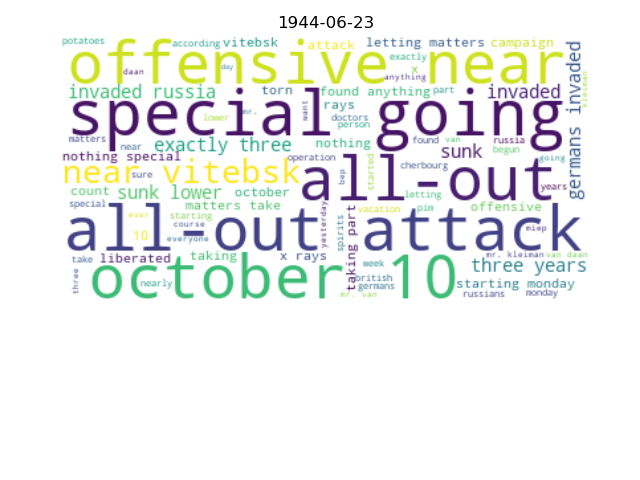 1944-06-23
potatoes according vitebsk attack letting matters campaign
offensive near
daan day exactly x anything
invaded russia found anything part invaded
special going
torn rays want mr. lower doctors person
matters near exactly three nothing found van russia
sunk begun
nothing special operation cherbourg going
near vitebsk all-out
sure bep started years
count sunk lower october letting
special matters take vacation pim offensive
ever starting
all-out attack
10 course everyone yesterday spirits miep
take liberated taking x rays mr. kleiman van daan
october 10
week three years
three nearly taking part british germans starting monday
mr. van russians monday
germans invaded
kleiman